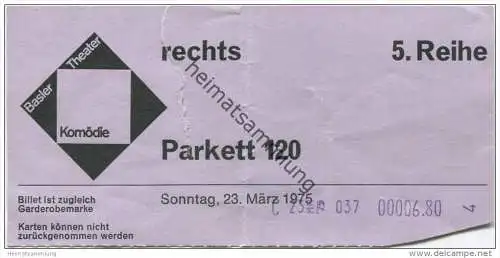 Basler Theater
Komödie
rechts 5. Reihe
Parkett 120
Sonntag, 23. März 1975
Billet ist zugleich
Garderobemarke
Karten können nicht
zurückgenommen werden
037 00006.80 4
heimatsammlung